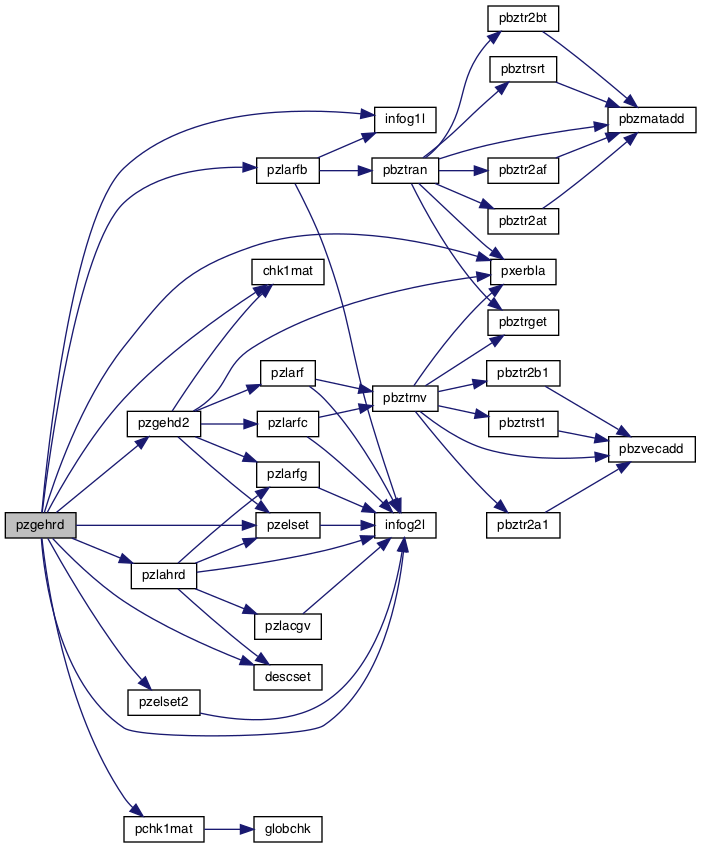 pbztr2bt
pbztrsrt
infog1l
pbzmatadd
pzlarfb
pbztran
pbztr2af
pbztr2at
chk1mat
pxerbla
pbztrget
pzlarf
pbztr2b1
pbztrnv
pzgehd2
pzlarfc
pbztrst1
pbzvecadd
pzlarfg
pzgehrd
pzelset
infog2l
pbztr2a1
pzlahrd
pzlacgv
descset
pzelset2
pchk1mat
globchk